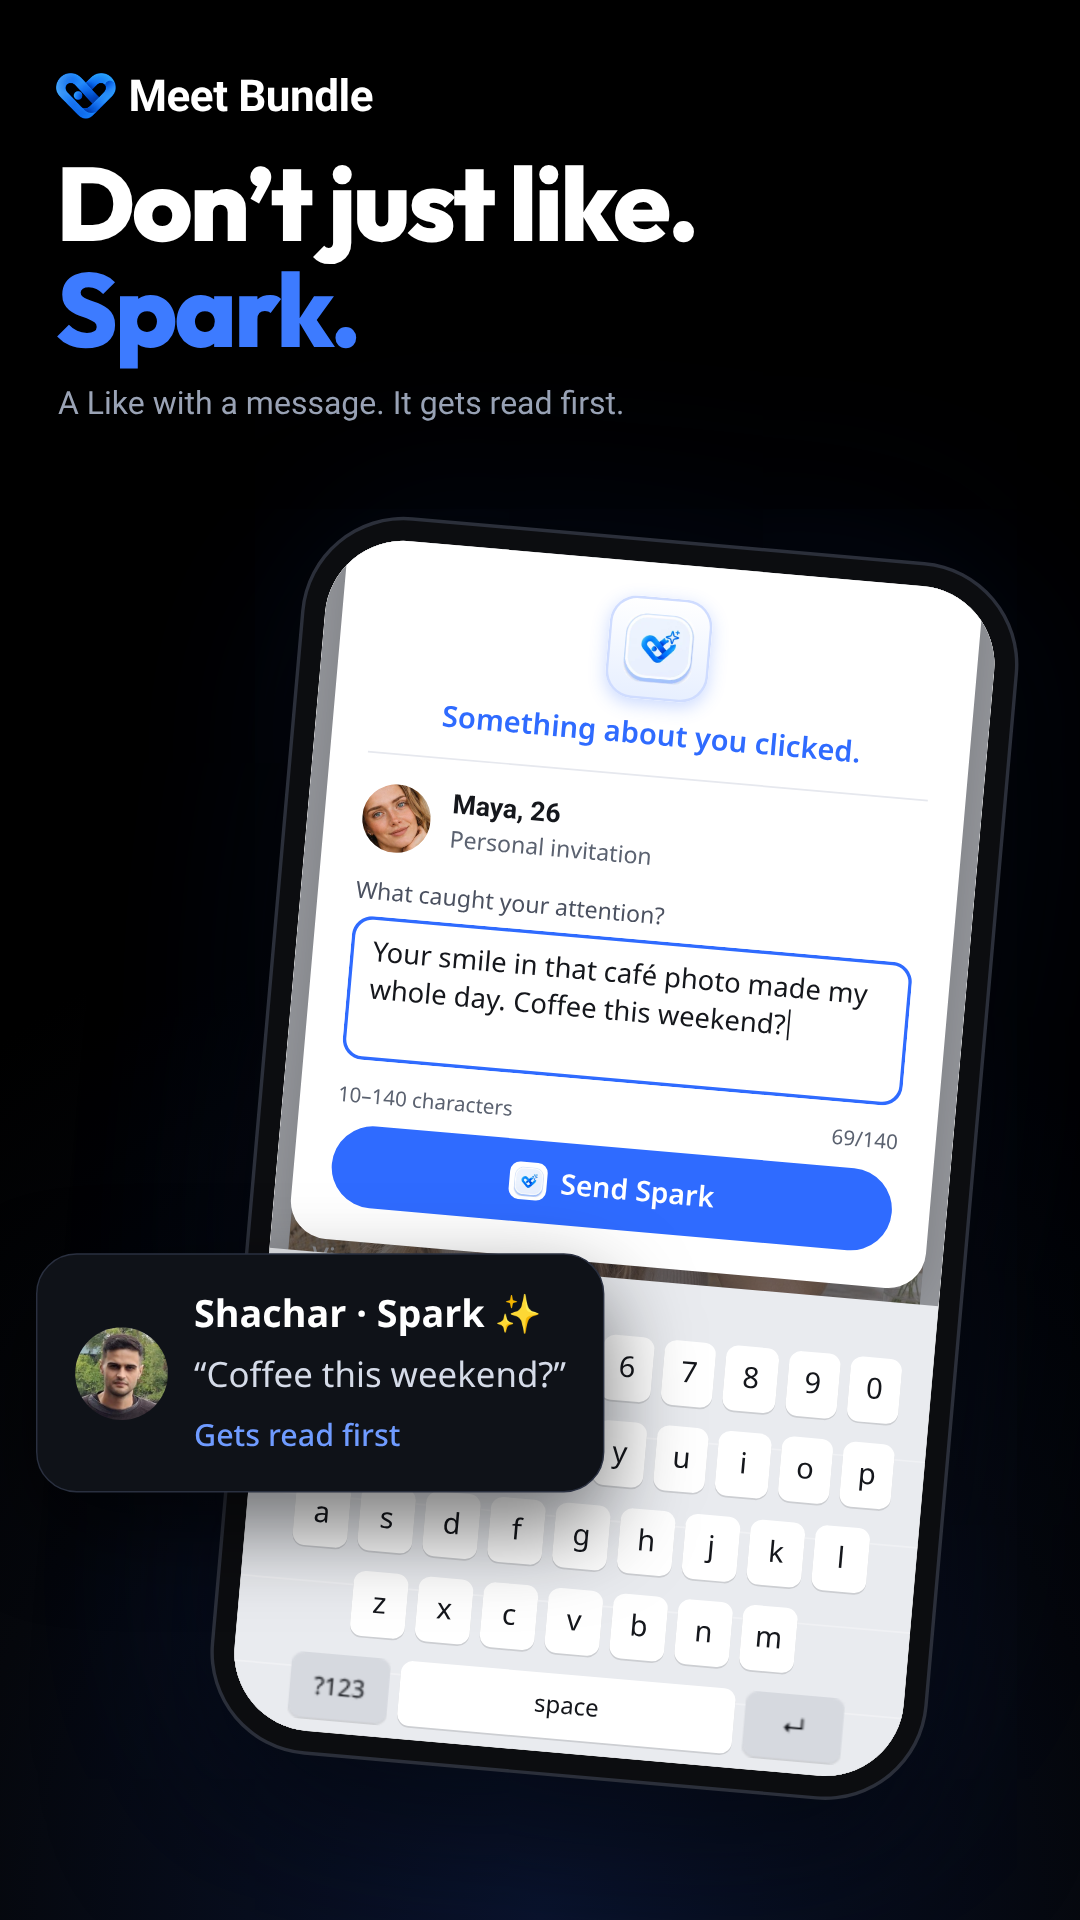 Meet Bundle
Don’t just like.
Spark.
A Like with a message. It gets read first.
Something about you clicked.
Maya, 26
Personal invitation
What caught your attention?
Your smile in that café photo made my
whole day. Coffee this weekend?
10–140 characters
69/140
Send Spark
Shachar · Spark ✨
“Coffee this weekend?”
Gets read first
6 7 8 9 0
y u i o p
a s d f g h j k l
z x c v b n m
?123 space ↵